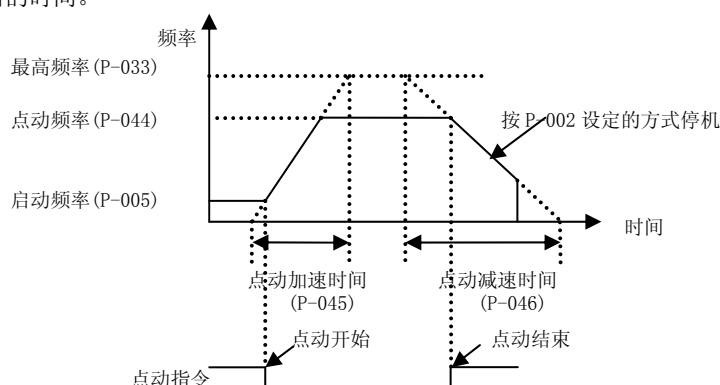 的时间。
频率
最高频率(P-033)
点动频率(P-044)
按 P-002 设定的方式停机
启动频率(P-005)
时间
点动加速时间
(P-045)
点动减速时间
(P-046)
点动开始
点动结束
点动指令